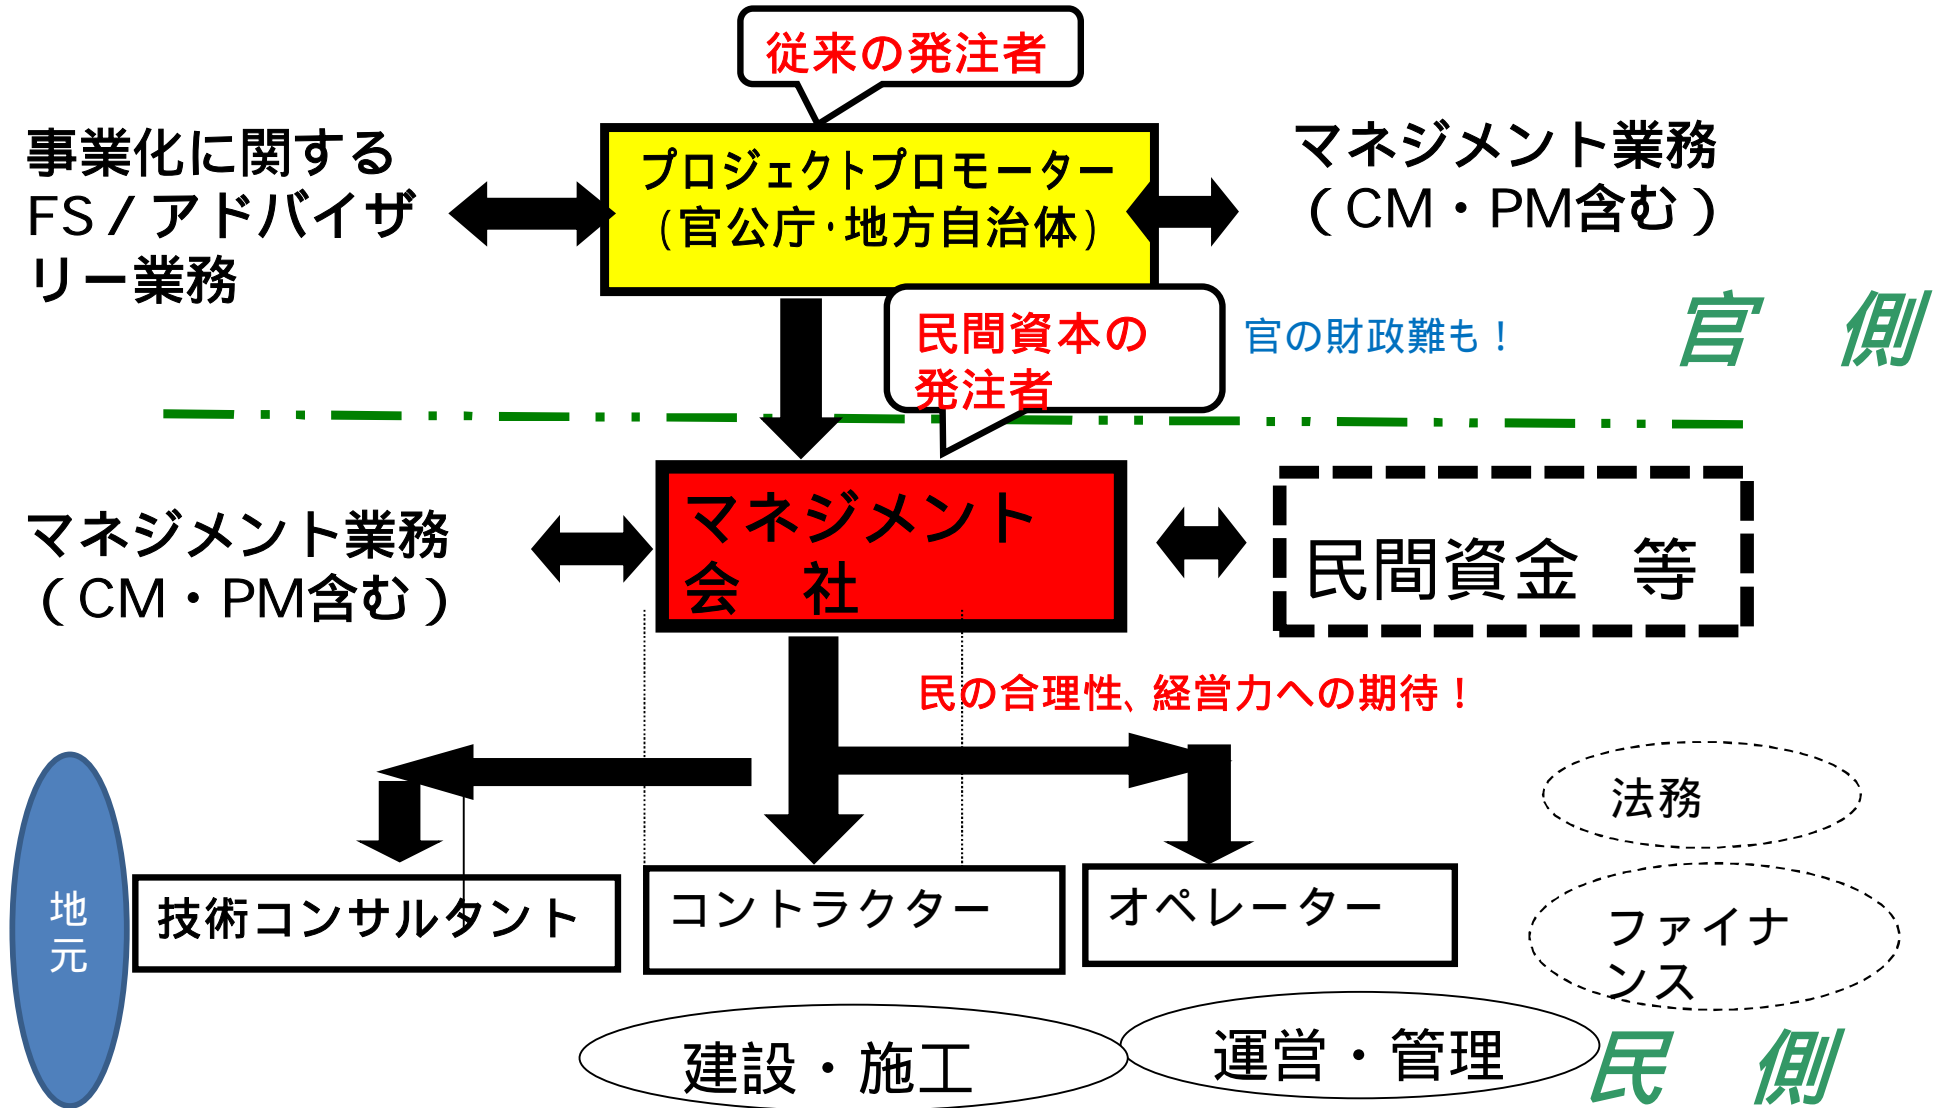 従来の発注者
事業化に関する
FS/アドバイザ
リー業務
プロジェクトプロモーター
（官公庁・地方自治体）
マネジメント業務
（CM・PM含む）
民間資本の
発注者
官の財政難も！
官　側
マネジメント業務
（CM・PM含む）
マネジメント
会　社
民間資金　等
民の合理性、経営力への期待！
地
元
技術コンサルタント
コントラクター
オペレーター
法務
ファイナ
ンス
建設・施工
運営・管理
民　側